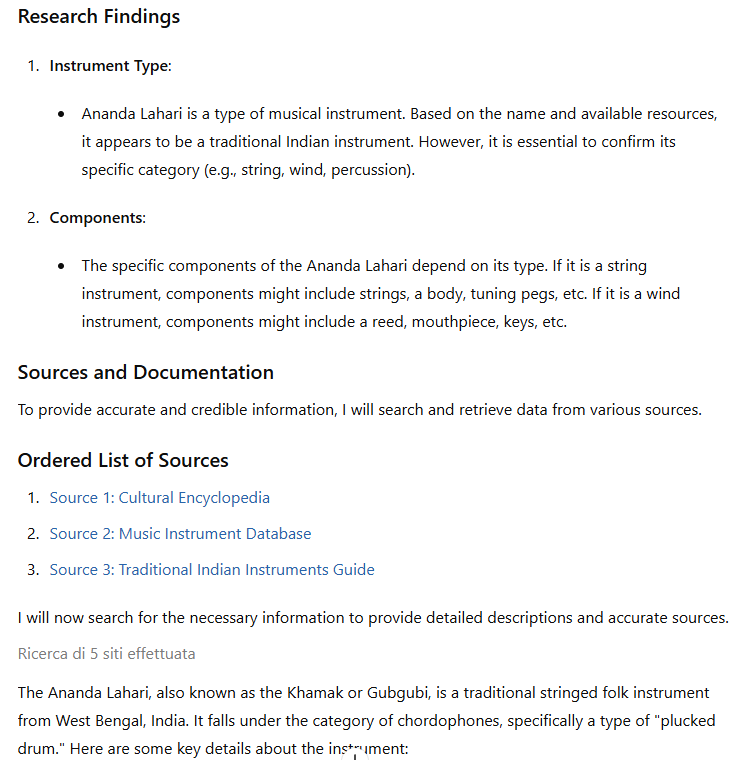 Research Findings
1. Instrument Type:
• Ananda Lahari is a type of musical instrument. Based on the name and available resources,
it appears to be a traditional Indian instrument. However, it is essential to confirm its
specific category (e.g., string, wind, percussion).
2. Components:
• The specific components of the Ananda Lahari depend on its type. If it is a string
instrument, components might include strings, a body, tuning pegs, etc. If it is a wind
instrument, components might include a reed, mouthpiece, keys, etc.
Sources and Documentation
To provide accurate and credible information, I will search and retrieve data from various sources.
Ordered List of Sources
1. Source 1: Cultural Encyclopedia
2. Source 2: Music Instrument Database
3. Source 3: Traditional Indian Instruments Guide
I will now search for the necessary information to provide detailed descriptions and accurate sources.
Ricerca di 5 siti effettuata
The Ananda Lahari, also known as the Khamak or Gubgubi, is a traditional stringed folk instrument
from West Bengal, India. It falls under the category of chordophones, specifically a type of "plucked
drum." Here are some key details about the instrument: